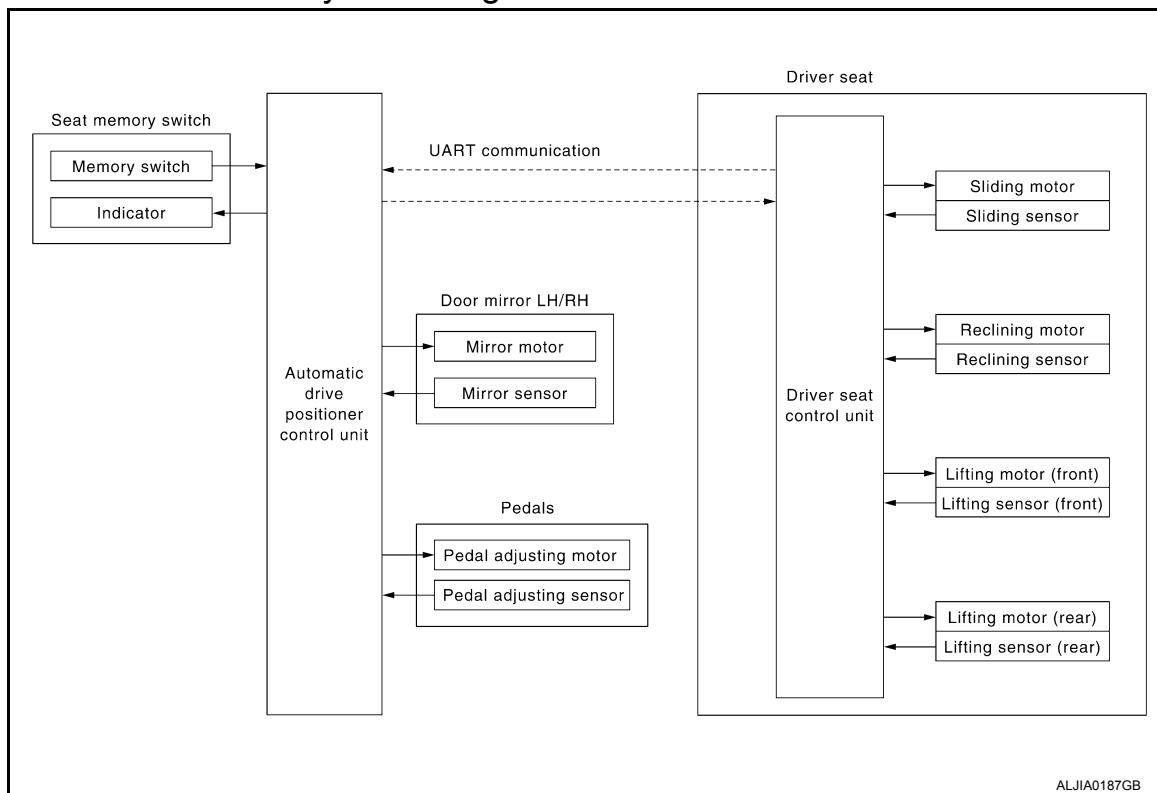 Driver seat
Seat memory switch
Memory switch
Indicator
UART communication
Sliding motor
Sliding sensor
Door mirror LH/RH
Mirror motor
Mirror sensor
Reclining motor
Reclining sensor
Automatic
drive
positioner
control unit
Driver seat
control unit
Lifting motor (front)
Lifting sensor (front)
Pedals
Pedal adjusting motor
Pedal adjusting sensor
Lifting motor (rear)
Lifting sensor (rear)
ALJIA0187GB